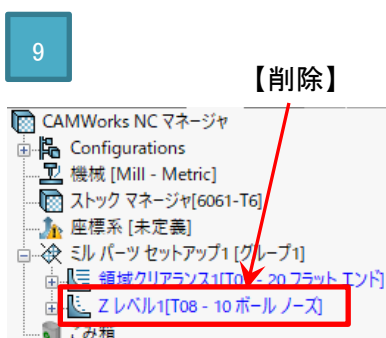 9
【削除】
CAMWorks NC マネージャ
Configurations
機械 [Mill - Metric]
ストック マネージャ[6061-T6]
座標系 [未定義]
ミル パーツ セットアップ1 [グループ1]
領域クリアランス1[T0 - 20 フラット エンド]
Z レベル1[T08 - 10 ボール ノーズ]
ごみ箱